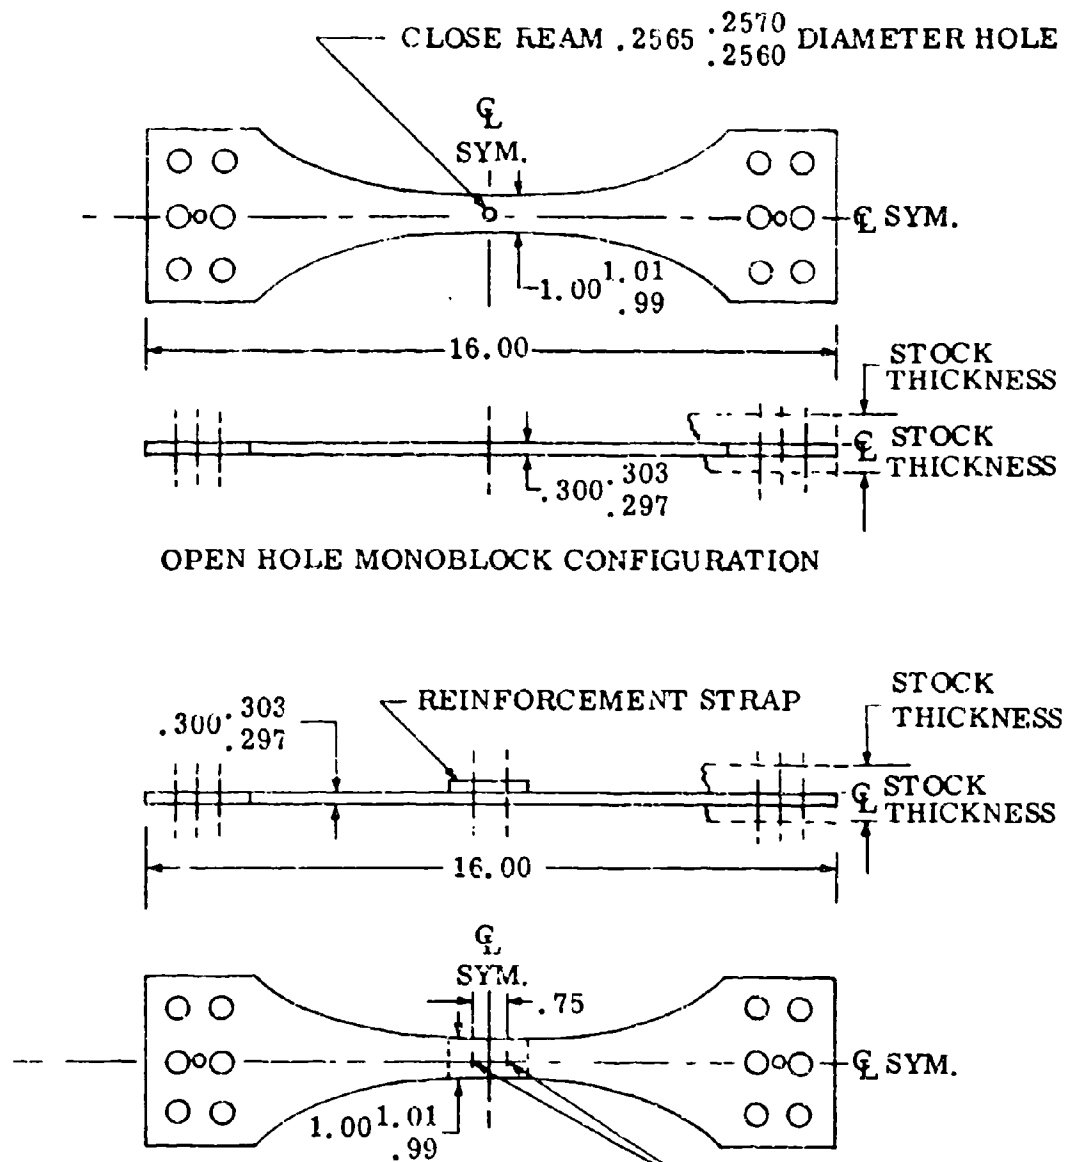 CLOSE REAM .2565 .2570
.2560 DIAMETER HOLE
℄
SYM.
℄ SYM.
1.00 1.01
.99
16.00
STOCK
THICKNESS
℄ STOCK
THICKNESS
.300 .303
.297
OPEN HOLE MONOBLOCK CONFIGURATION
STOCK
THICKNESS
REINFORCEMENT STRAP
.300 .303
.297
℄ STOCK
THICKNESS
16.00
℄
SYM.
.75
℄ SYM.
1.00 1.01
.99